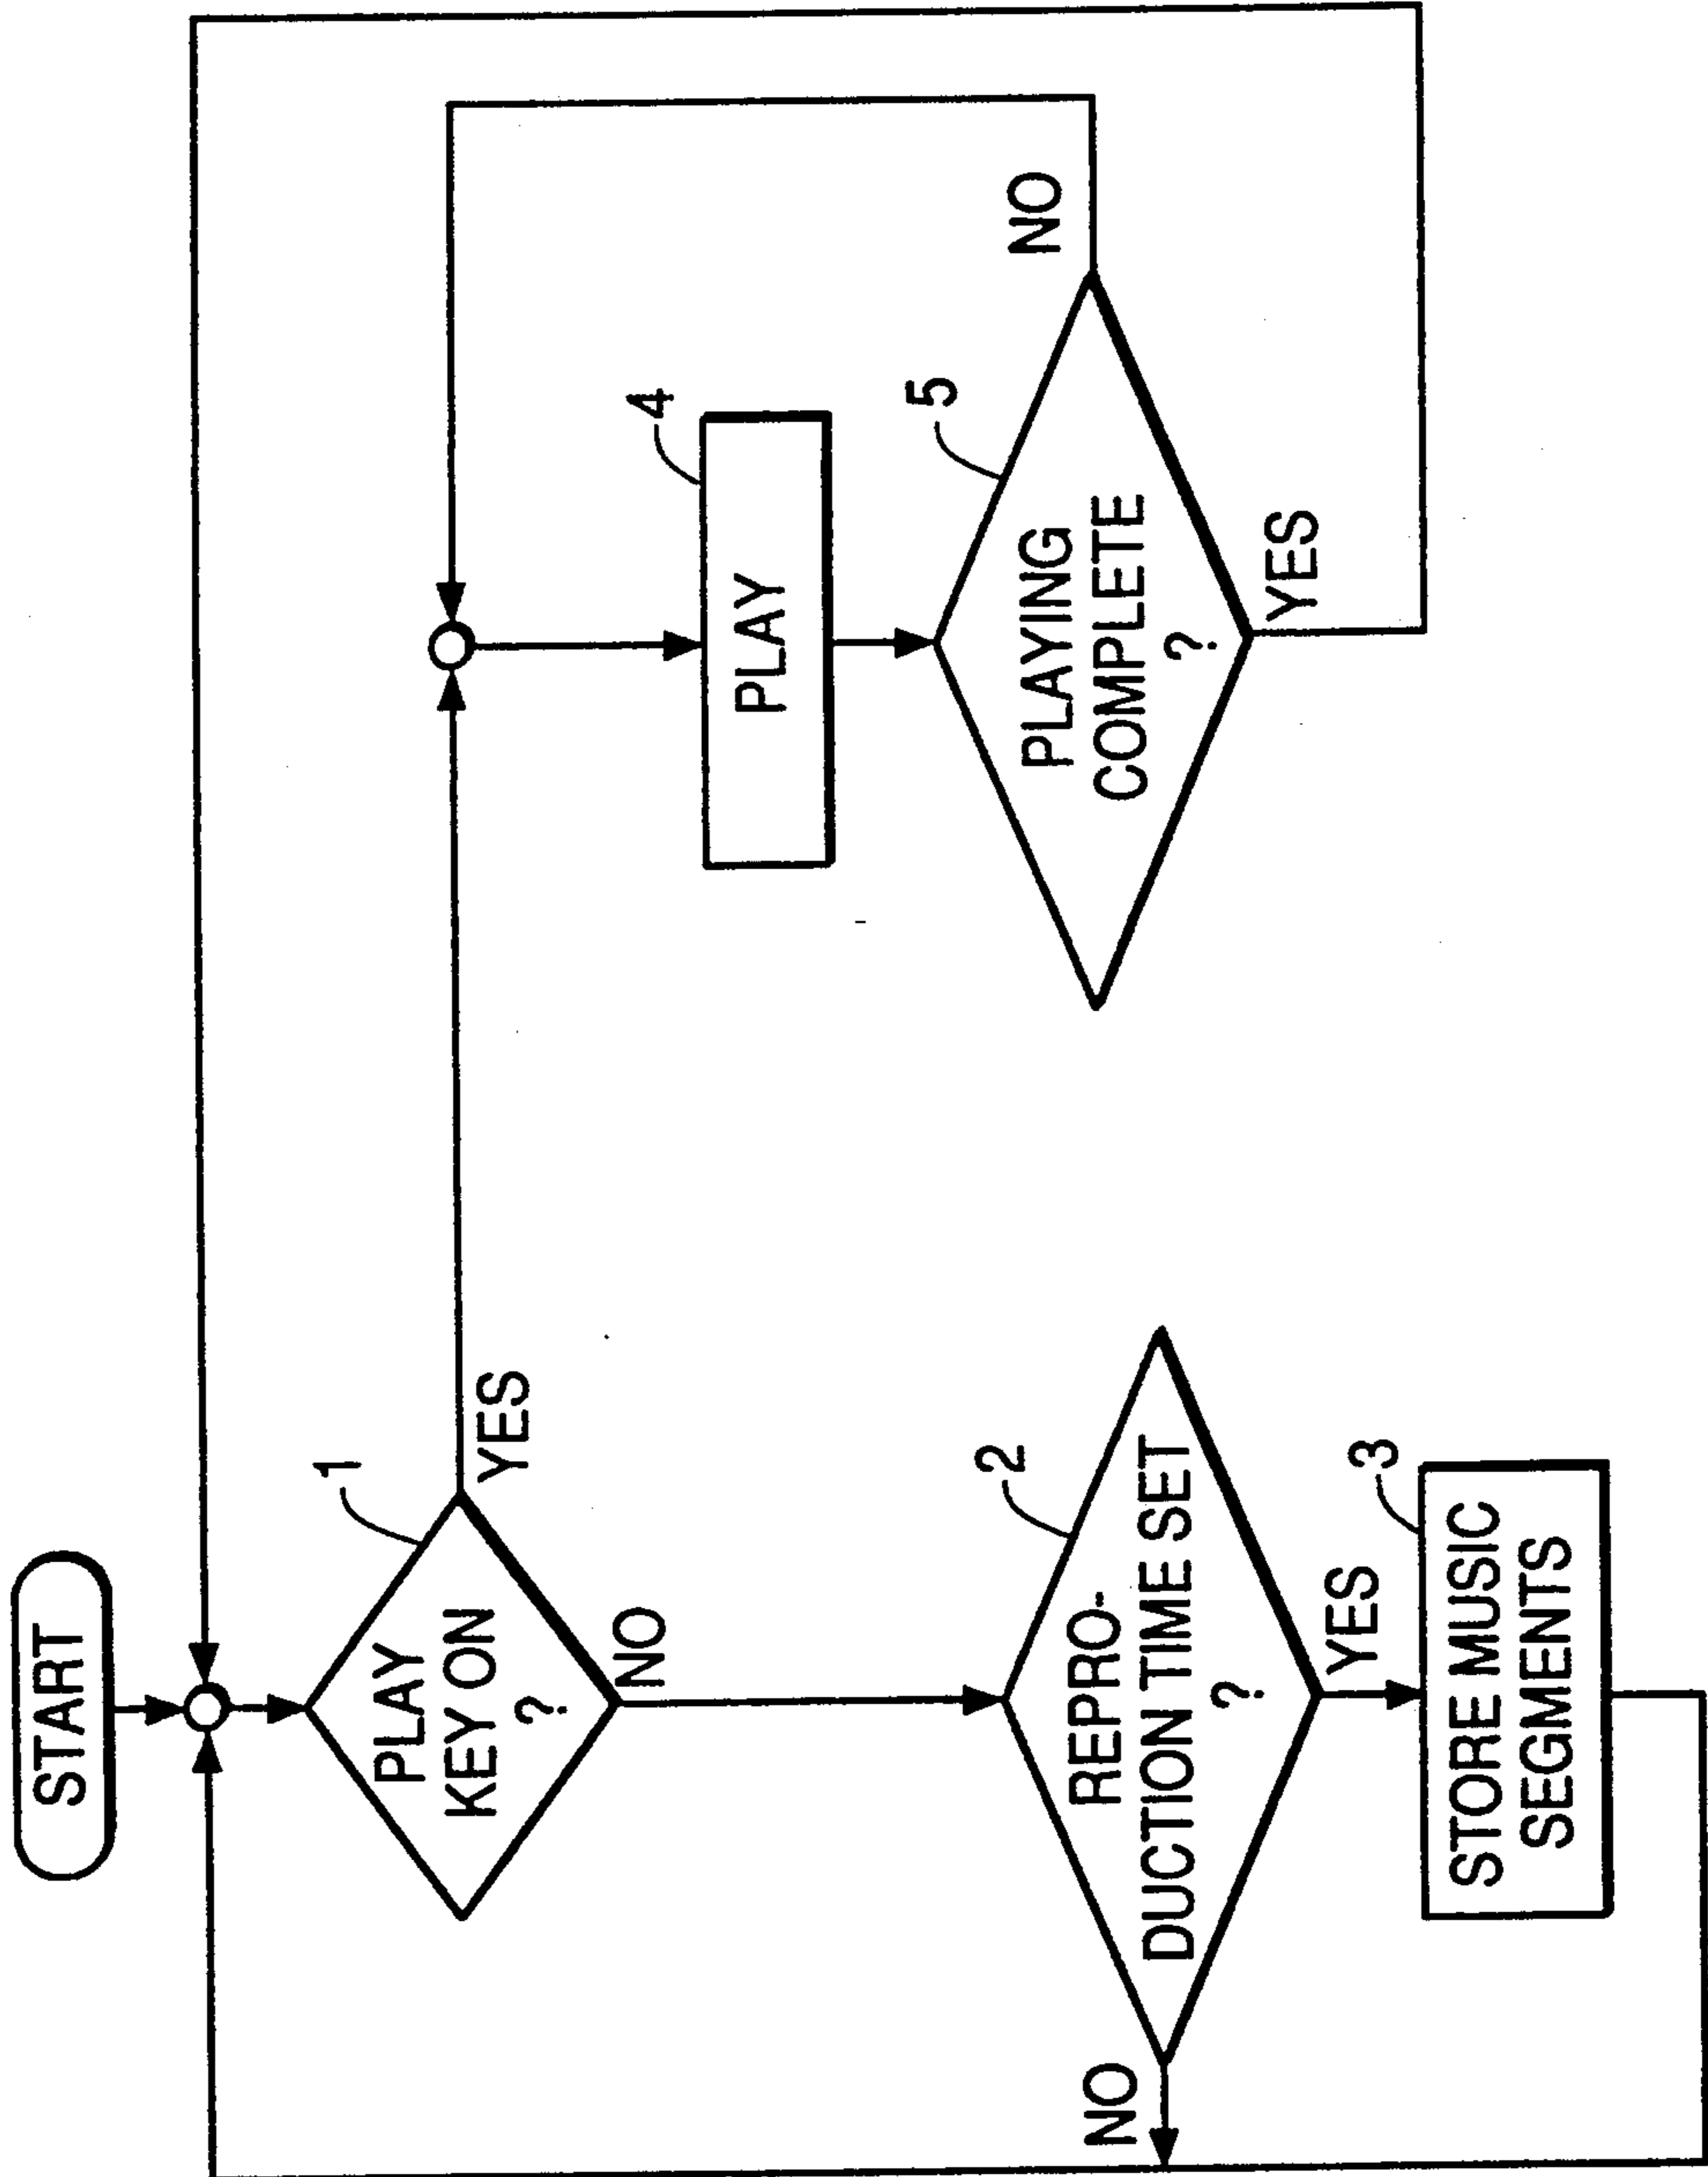 START
1
PLAY
KEY ON
?
YES
NO
2
REPRO-
DUCTION TIME SET
?
NO
YES
3
STORE MUSIC
SEGMENTS
4
PLAY
5
PLAYING
COMPLETE
?
NO
YES